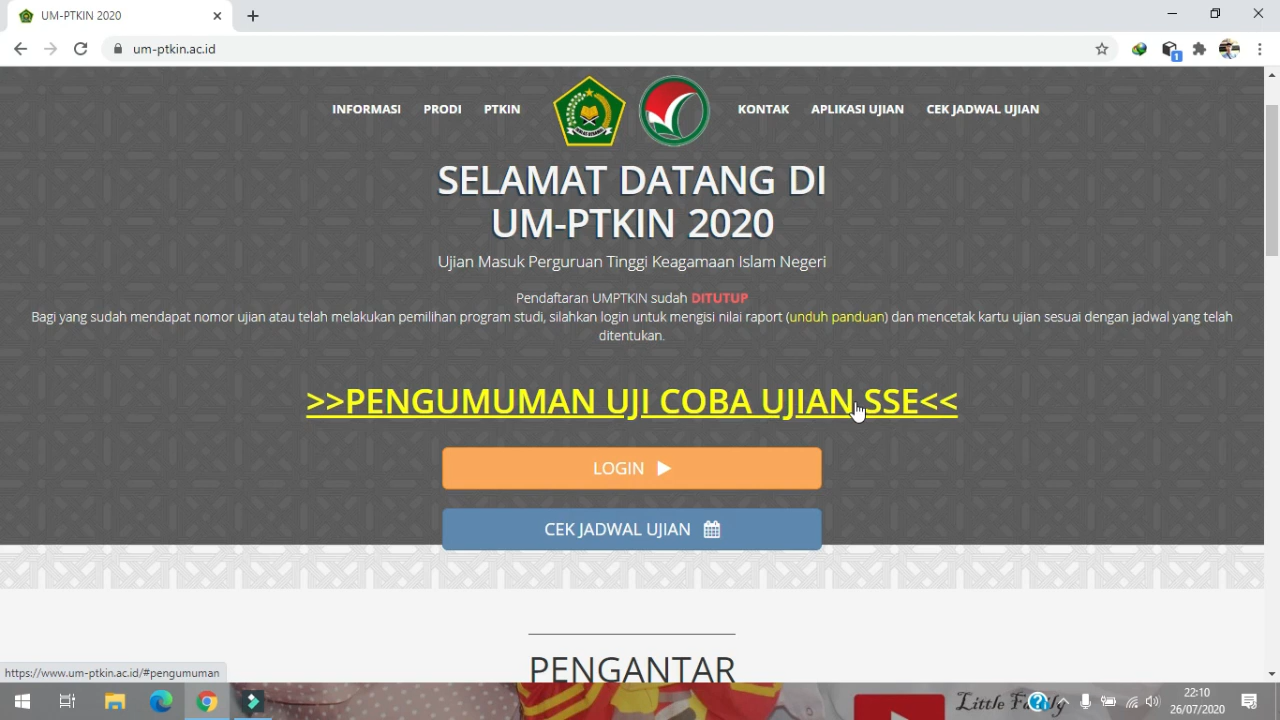 UM-PTKIN 2020
um-ptkin.ac.id
1
INFORMASI PRODI PTKIN KONTAK APLIKASI UJIAN CEK JADWAL UJIAN
SELAMAT DATANG DI
UM-PTKIN 2020
Ujian Masuk Perguruan Tinggi Keagamaan Islam Negeri
Pendaftaran UMPTKIN sudah DITUTUP
Bagi yang sudah mendapat nomor ujian atau telah melakukan pemilihan program studi, silahkan login untuk mengisi nilai raport (unduh panduan) dan mencetak kartu ujian sesuai dengan jadwal yang telah
ditentukan.
>>PENGUMUMAN UJI COBA UJIAN SSE<<
LOGIN
CEK JADWAL UJIAN
PENGANTAR
https://www.um-ptkin.ac.id/#pengumuman
Little Family
22:10
26/07/2020